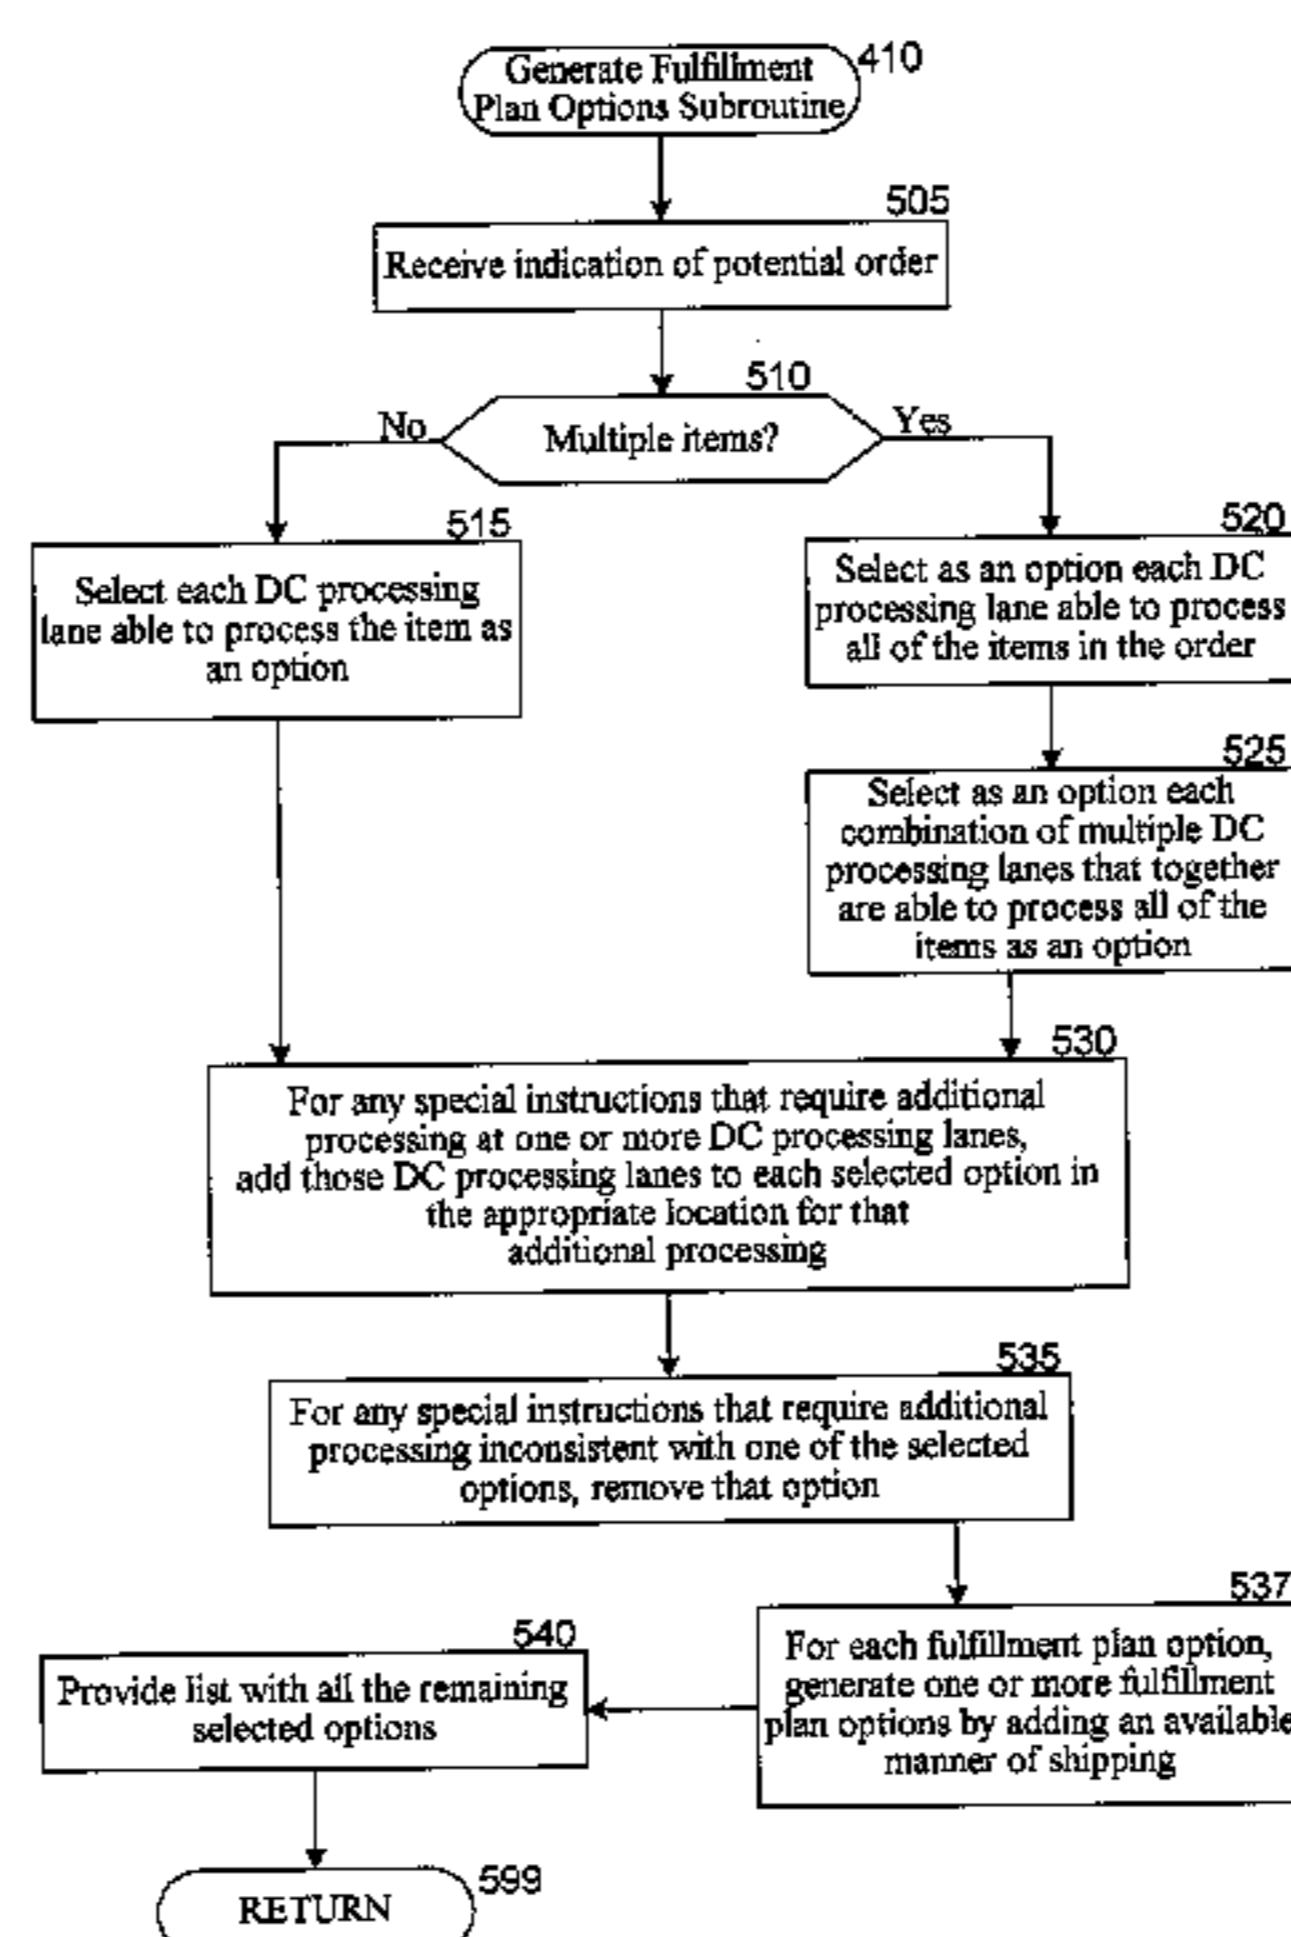 Generate Fulfillment
Plan Options Subroutine
410
505
Receive indication of potential order
510
No
Multiple items?
Yes
515
Select each DC processing
lane able to process the item as
an option
520
Select as an option each DC
processing lane able to process
all of the items in the order
525
Select as an option each
combination of multiple DC
processing lanes that together
are able to process all of the
items as an option
530
For any special instructions that require additional
processing at one or more DC processing lanes,
add those DC processing lanes to each selected option in
the appropriate location for that
additional processing
535
For any special instructions that require additional
processing inconsistent with one of the selected
options, remove that option
537
For each fulfillment plan option,
generate one or more fulfillment
plan options by adding an available
manner of shipping
540
Provide list with all the remaining
selected options
599
RETURN